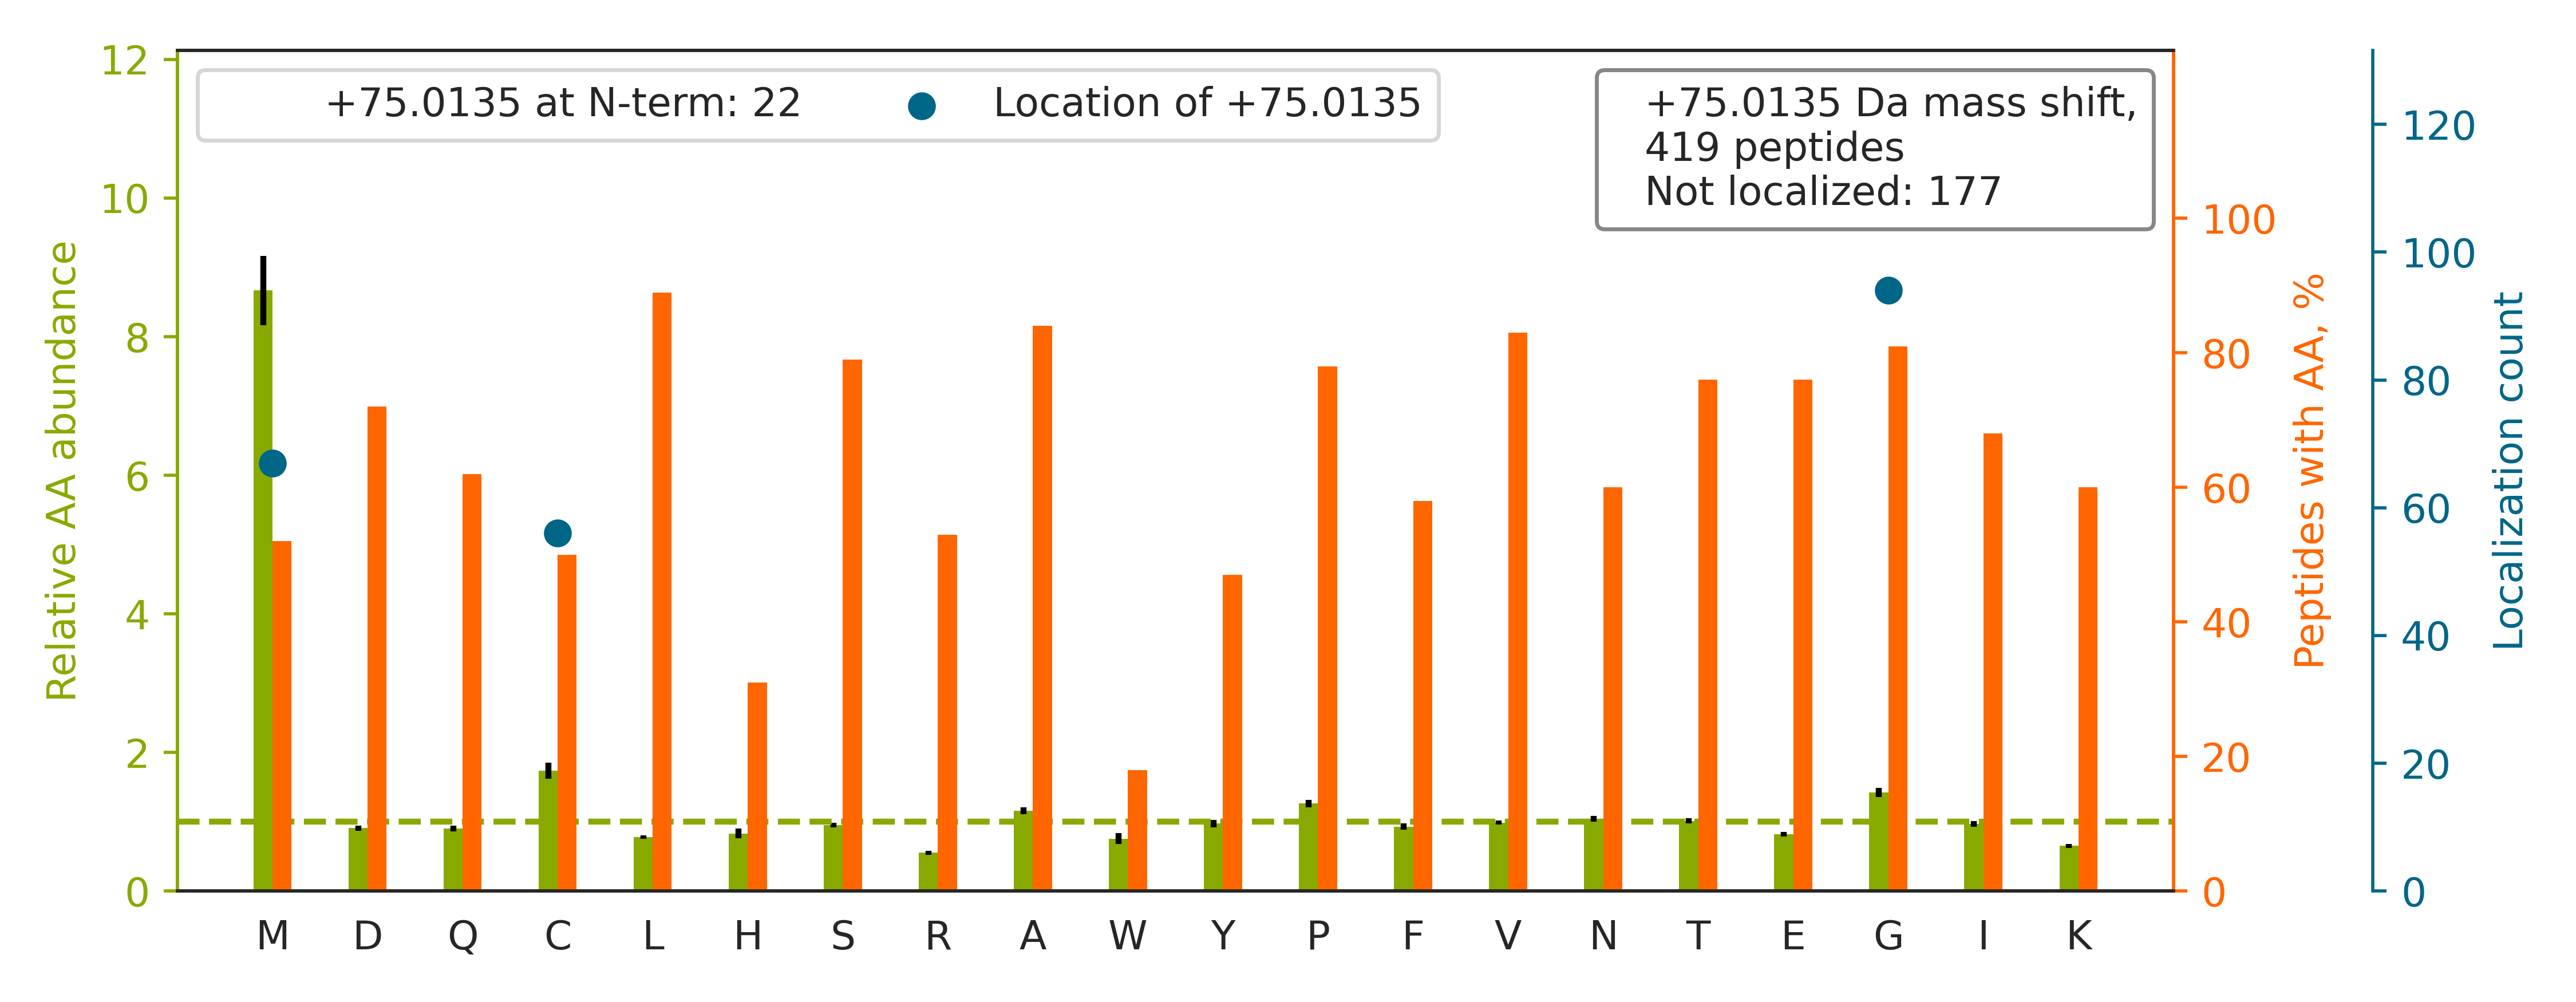 +75.0135 at N-term: 22
Location of +75.0135
+75.0135 Da mass shift,
419 peptides
Not localized: 177
Relative AA abundance
12
10
8
6
4
2
0
Peptides with AA, %
100
80
60
40
20
0
Localization count
120
100
80
60
40
20
0
M D Q C L H S R A W Y P F V N T E G I K